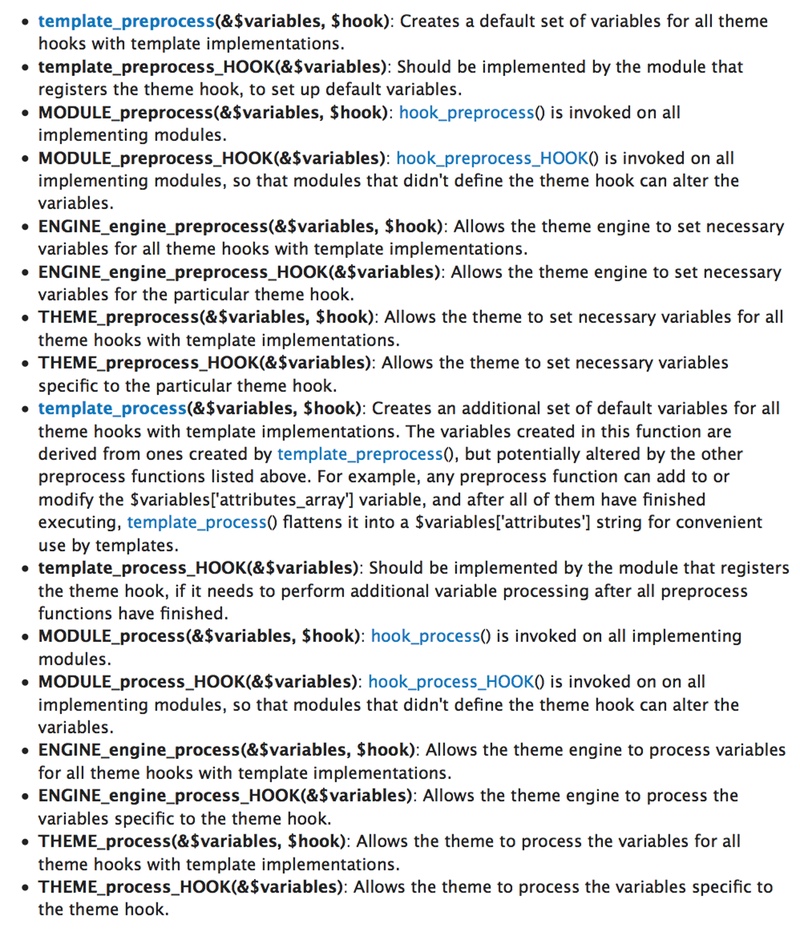 • template_preprocess(&$variables, $hook): Creates a default set of variables for all theme
hooks with template implementations.
• template_preprocess_HOOK(&$variables): Should be implemented by the module that
registers the theme hook, to set up default variables.
• MODULE_preprocess(&$variables, $hook): hook_preprocess() is invoked on all
implementing modules.
• MODULE_preprocess_HOOK(&$variables): hook_preprocess_HOOK() is invoked on all
implementing modules, so that modules that didn't define the theme hook can alter the
variables.
• ENGINE_engine_preprocess(&$variables, $hook): Allows the theme engine to set necessary
variables for all theme hooks with template implementations.
• ENGINE_engine_preprocess_HOOK(&$variables): Allows the theme engine to set necessary
variables for the particular theme hook.
• THEME_preprocess(&$variables, $hook): Allows the theme to set necessary variables for all
theme hooks with template implementations.
• THEME_preprocess_HOOK(&$variables): Allows the theme to set necessary variables
specific to the particular theme hook.
• template_process(&$variables, $hook): Creates an additional set of default variables for all
theme hooks with template implementations. The variables created in this function are
derived from ones created by template_preprocess(), but potentially altered by the other
preprocess functions listed above. For example, any preprocess function can add to or
modify the $variables['attributes_array'] variable, and after all of them have finished
executing, template_process() flattens it into a $variables['attributes'] string for convenient
use by templates.
• template_process_HOOK(&$variables): Should be implemented by the module that registers
the theme hook, if it needs to perform additional variable processing after all preprocess
functions have finished.
• MODULE_process(&$variables, $hook): hook_process() is invoked on all implementing
modules.
• MODULE_process_HOOK(&$variables): hook_process_HOOK() is invoked on on all
implementing modules, so that modules that didn't define the theme hook can alter the
variables.
• ENGINE_engine_process(&$variables, $hook): Allows the theme engine to process variables
for all theme hooks with template implementations.
• ENGINE_engine_process_HOOK(&$variables): Allows the theme engine to process the
variables specific to the theme hook.
• THEME_process(&$variables, $hook): Allows the theme to process the variables for all
theme hooks with template implementations.
• THEME_process_HOOK(&$variables): Allows the theme to process the variables specific to
the theme hook.